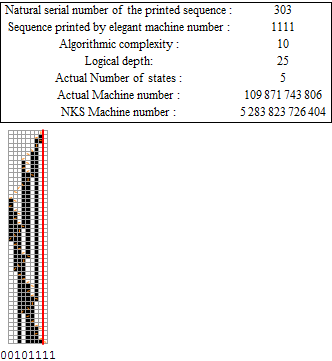 Natural serial number of the printed sequence : 303
Sequence printed by elegant machine number : 1111
Algorithmic complexity : 10
Logical depth: 25
Actual Number of states : 5
Actual Machine number : 109 871 743 806
NKS Machine number : 5 283 823 726 404
00101111